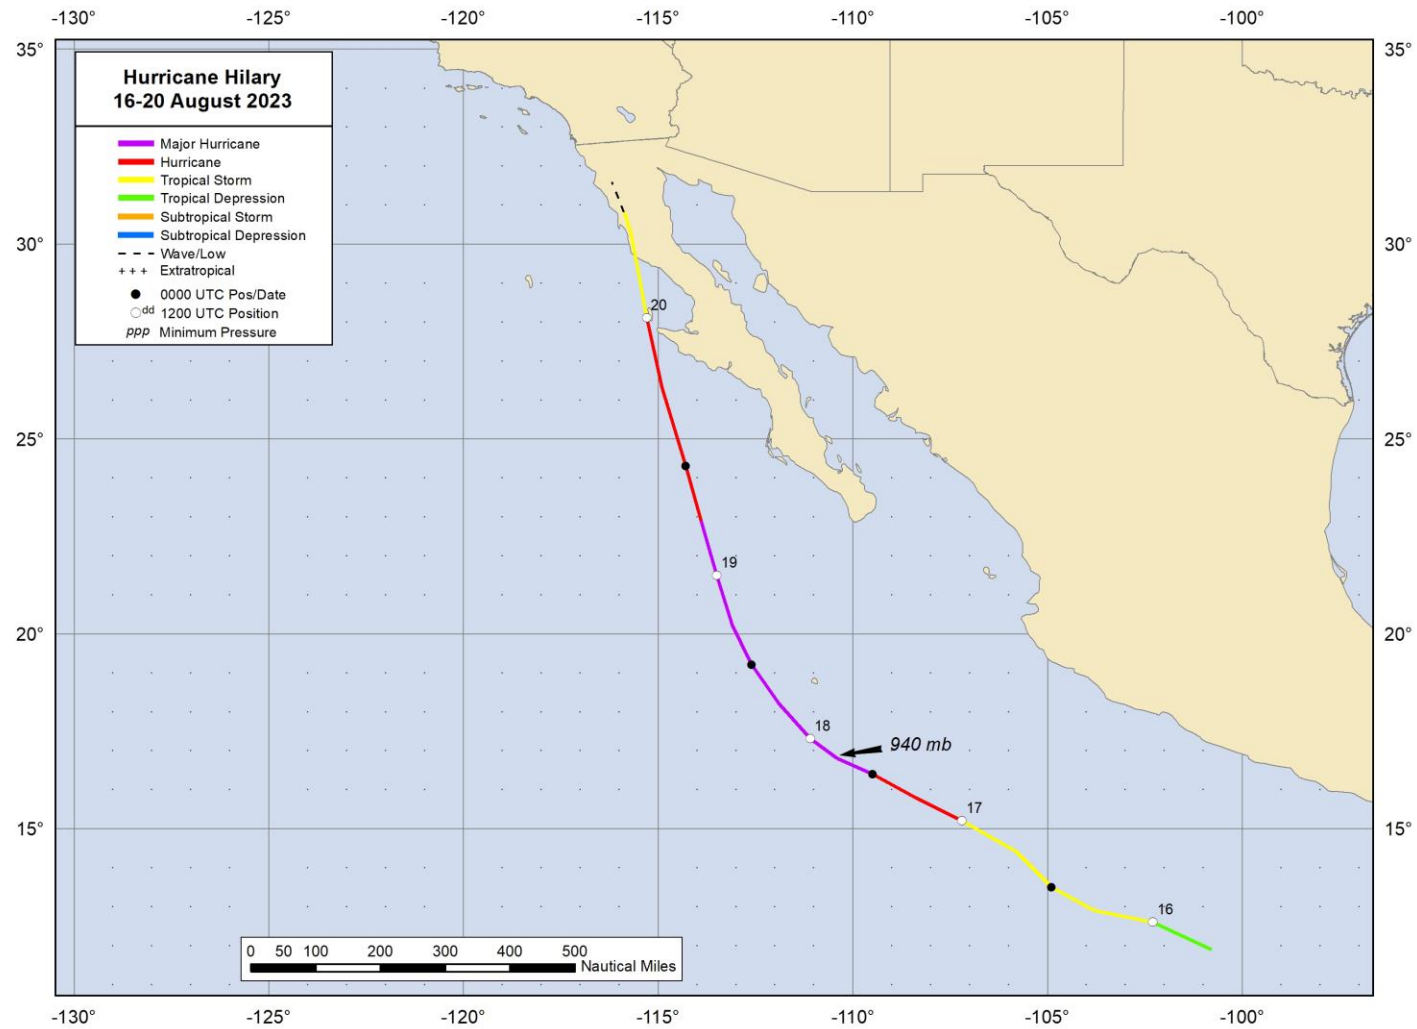 -130° -125° -120° -115° -110° -105° -100°
35° 35°
Hurricane Hilary
16-20 August 2023
Major Hurricane
Hurricane
Tropical Storm
Tropical Depression
Subtropical Storm
Subtropical Depression
Wave/Low
+++ Extratropical
0000 UTC Pos/Date
dd 1200 UTC Position
ppp Minimum Pressure
30° 30°
20
25° 25°
19
20° 20°
18
940 mb
17
15° 15°
16
0 50 100 200 300 400 500
Nautical Miles
-130° -125° -120° -115° -110° -105° -100°